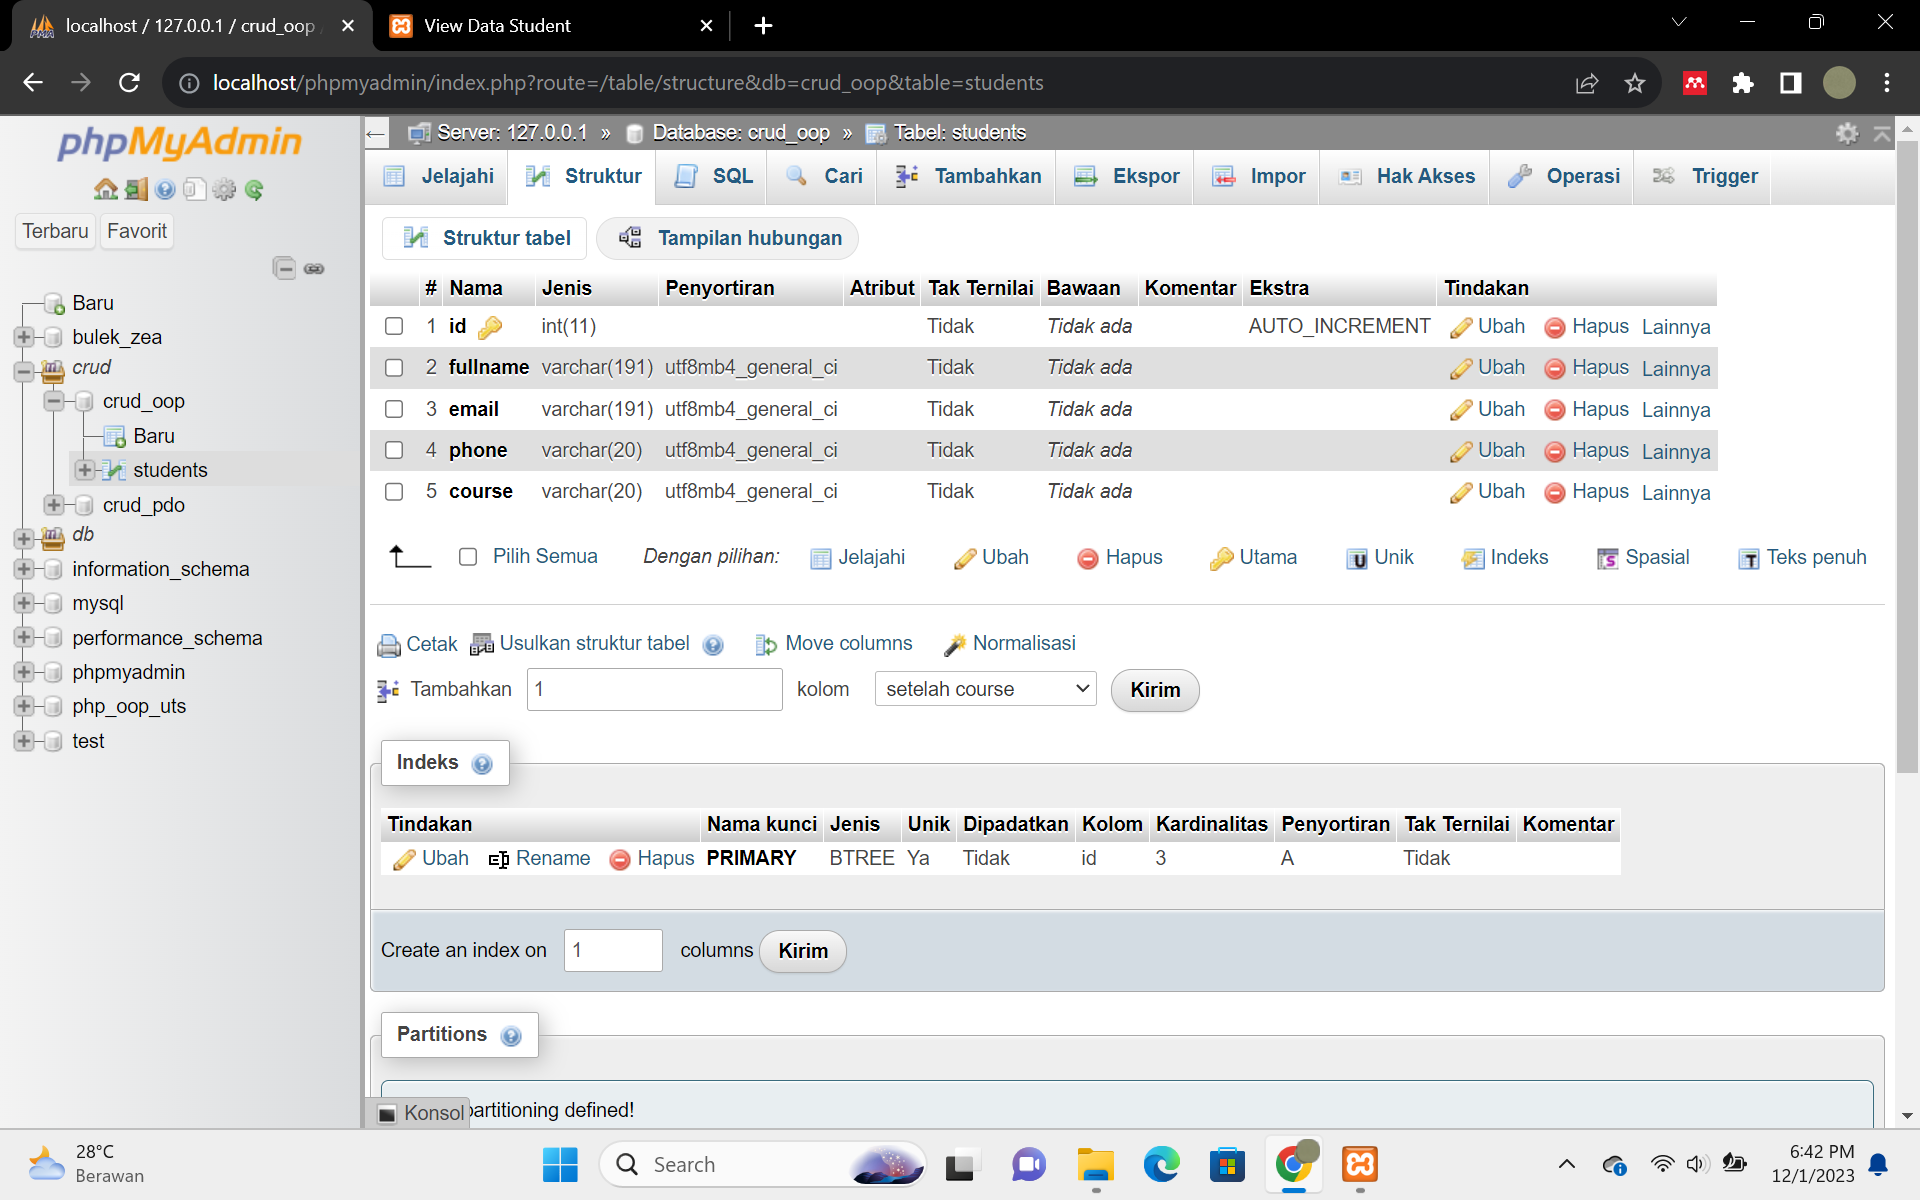 localhost / 127.0.0.1 / crud_oop
View Data Student
localhost/phpmyadmin/index.php?route=/table/structure&db=crud_oop&table=students
phpMyAdmin
Terbaru Favorit
Baru
bulek_zea
crud
crud_oop
Baru
students
crud_pdo
db
information_schema
mysql
performance_schema
phpmyadmin
php_oop_uts
test
Server: 127.0.0.1 » Database: crud_oop » Tabel: students
Jelajahi Struktur SQL Cari Tambahkan Ekspor Impor Hak Akses Operasi Trigger
Struktur tabel Tampilan hubungan
# Nama Jenis Penyortiran Atribut Tak Ternilai Bawaan Komentar Ekstra Tindakan
1 id int(11) Tidak Tidak ada AUTO_INCREMENT Ubah Hapus Lainnya
2 fullname varchar(191) utf8mb4_general_ci Tidak Tidak ada Ubah Hapus Lainnya
3 email varchar(191) utf8mb4_general_ci Tidak Tidak ada Ubah Hapus Lainnya
4 phone varchar(20) utf8mb4_general_ci Tidak Tidak ada Ubah Hapus Lainnya
5 course varchar(20) utf8mb4_general_ci Tidak Tidak ada Ubah Hapus Lainnya
Pilih Semua Dengan pilihan: Jelajahi Ubah Hapus Utama Unik Indeks Spasial Teks penuh
Cetak Usulkan struktur tabel Move columns Normalisasi
Tambahkan 1 kolom setelah course Kirim
Indeks
Tindakan Nama kunci Jenis Unik Dipadatkan Kolom Kardinalitas Penyortiran Tak Ternilai Komentar
Ubah Rename Hapus PRIMARY BTREE Ya Tidak id 3 A Tidak
Create an index on 1 columns Kirim
Partitions
Konsol partitioning defined!
28°C
Berawan
Search
6:42 PM
12/1/2023